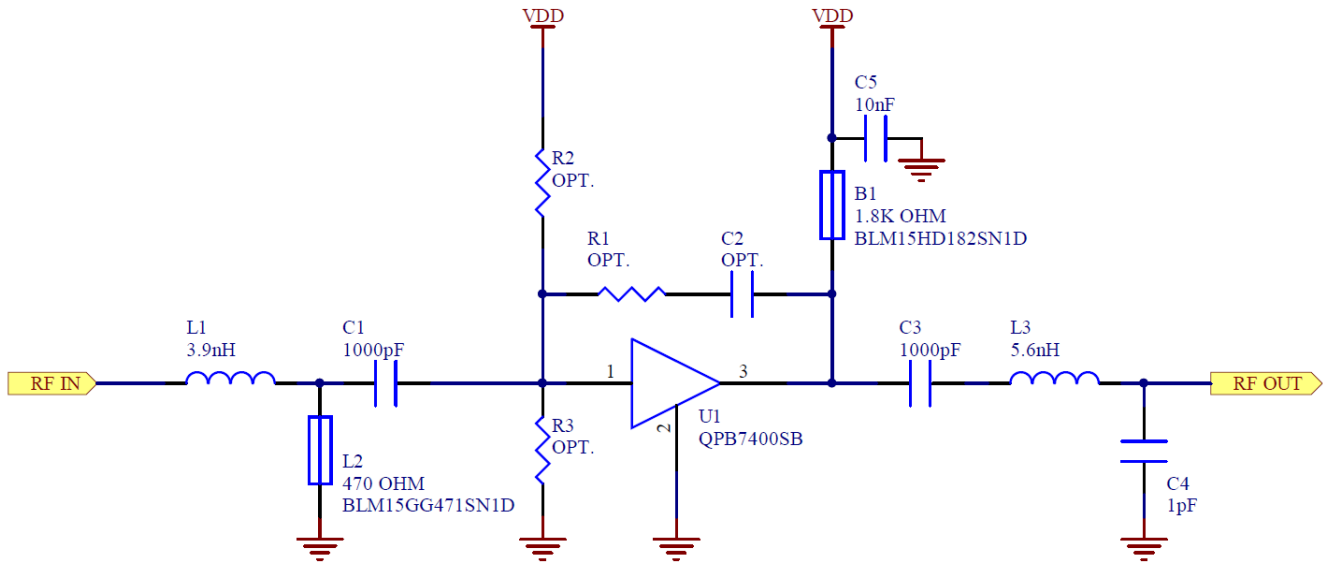 VDD
VDD
C5
10nF
R2
OPT.
B1
1.8K OHM
BLM15HD182SN1D
R1
OPT.
C2
OPT.
L1
3.9nH
C1
1000pF
C3
1000pF
L3
5.6nH
RF IN
1
3
RF OUT
2
U1
QPB7400SB
R3
OPT.
L2
470 OHM
BLM15GG471SN1D
C4
1pF